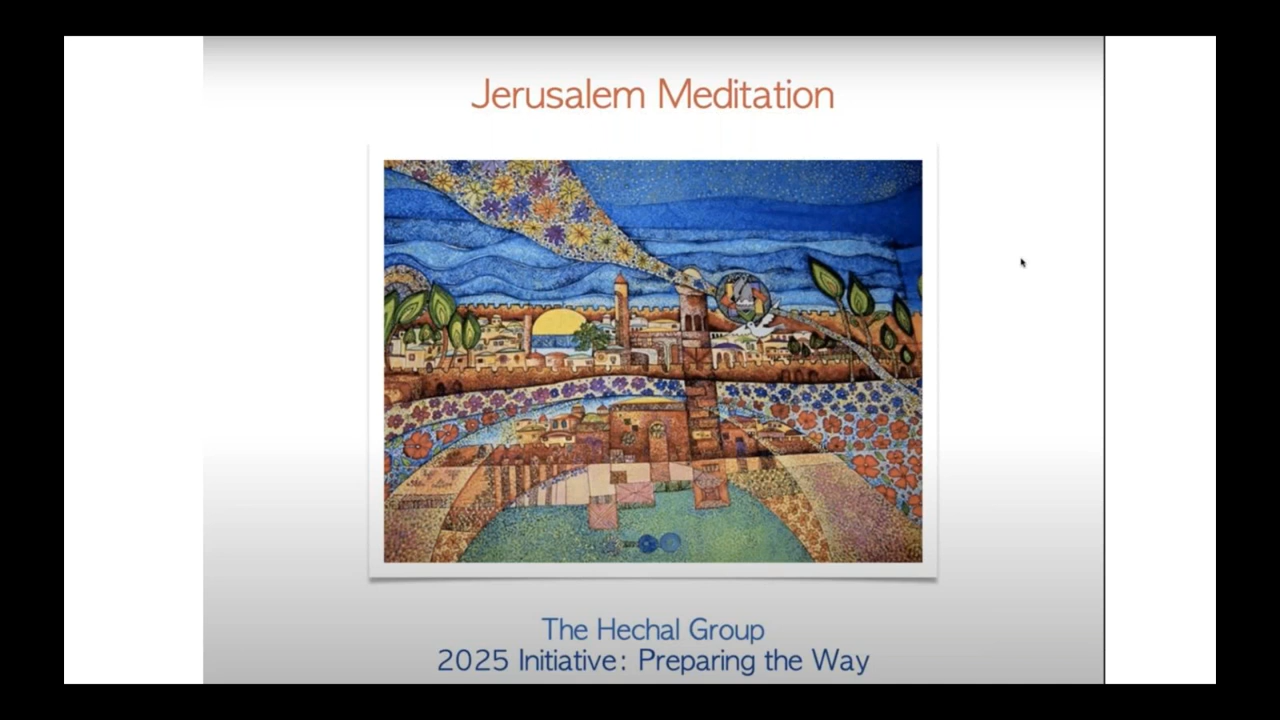 Jerusalem Meditation
The Hechal Group
2025 Initiative: Preparing the Way